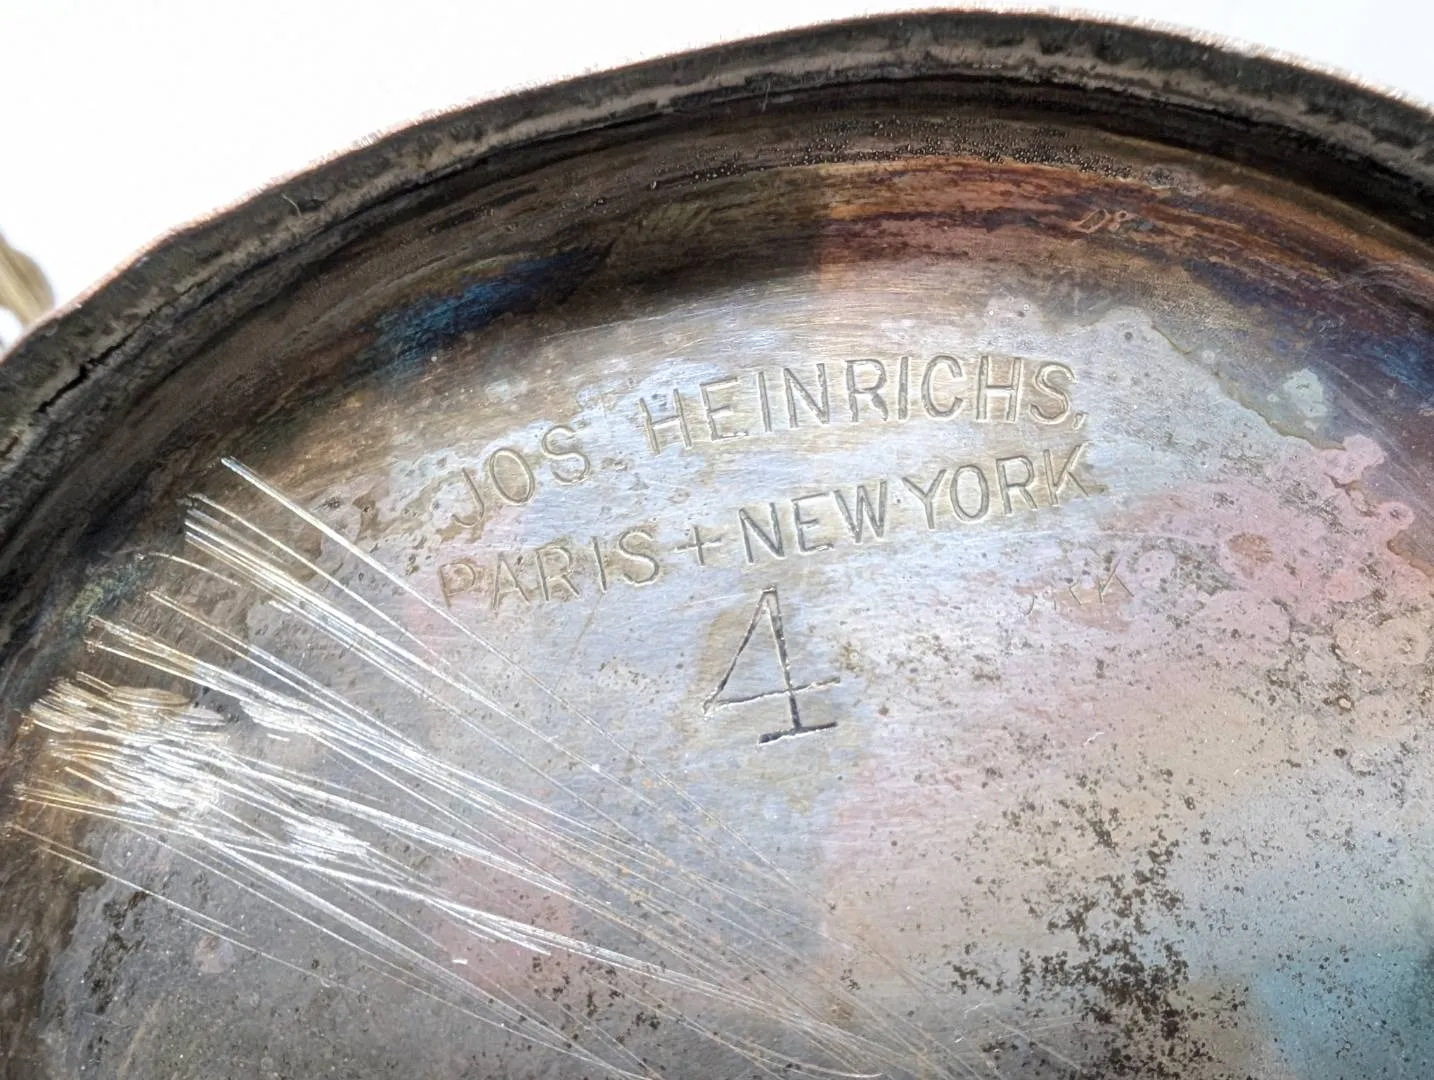 JOS HEINRICHS,
PARIS + NEW YORK
4